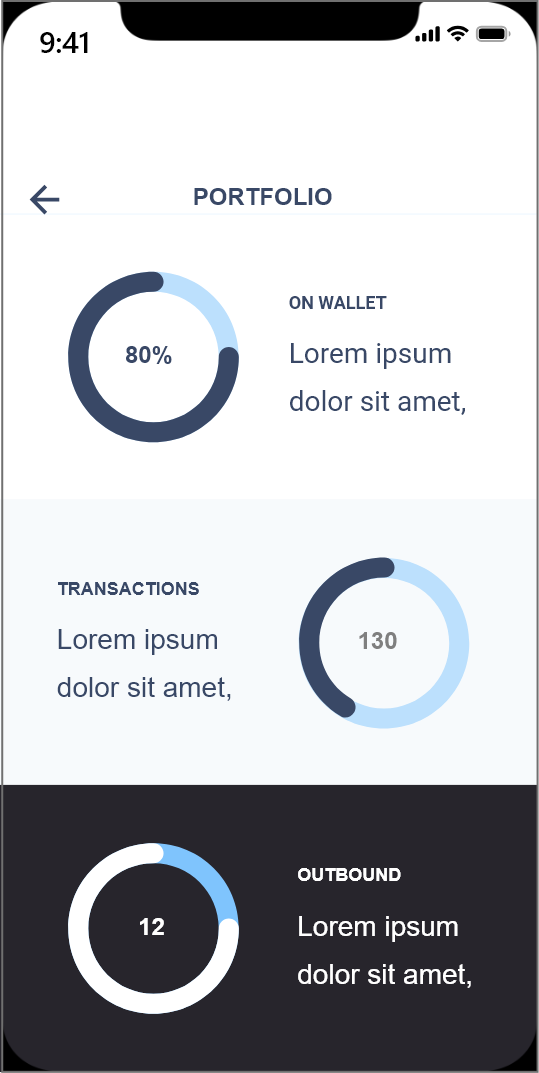 9:41
PORTFOLIO
80%
ON WALLET
Lorem ipsum
dolor sit amet,
TRANSACTIONS
Lorem ipsum
dolor sit amet,
130
12
OUTBOUND
Lorem ipsum
dolor sit amet,